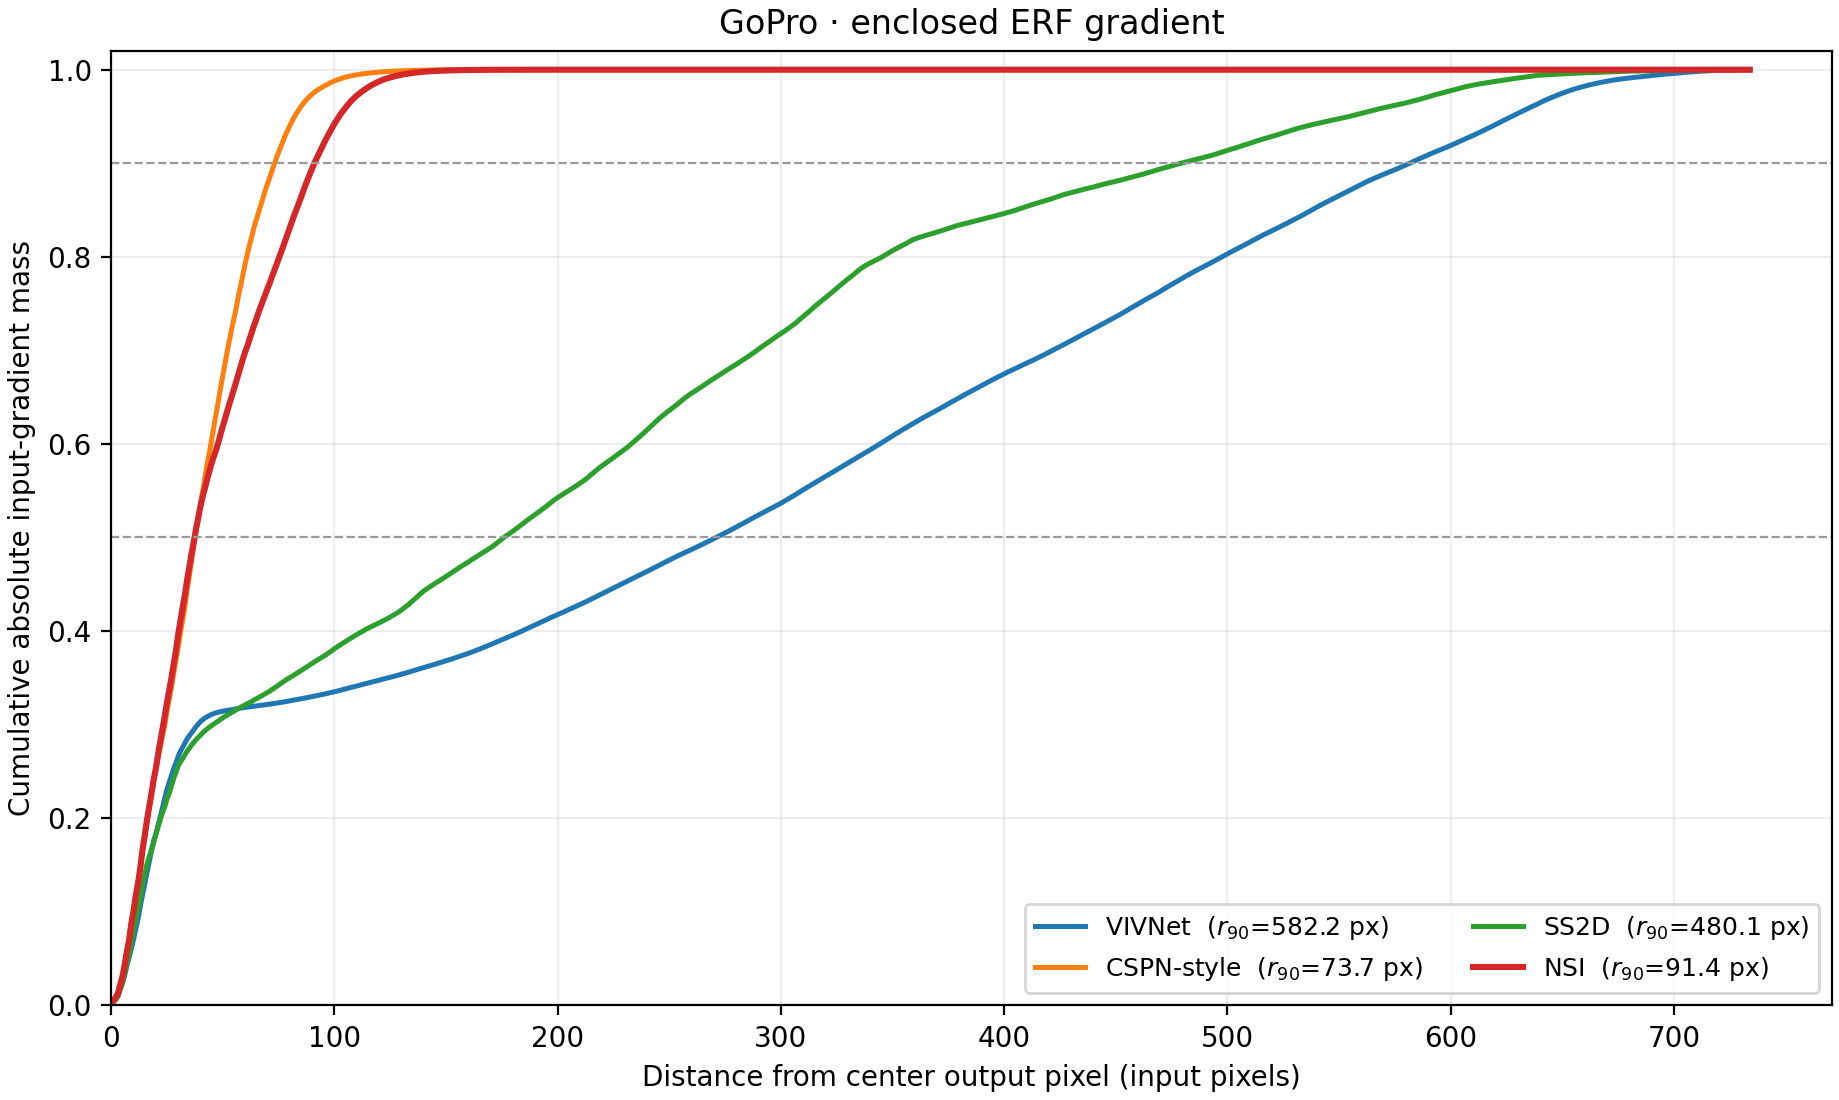 GoPro · enclosed ERF gradient
Cumulative absolute input-gradient mass
1.0
0.8
0.6
0.4
0.2
0.0
0 100 200 300 400 500 600 700
Distance from center output pixel (input pixels)
VIVNet (r90=582.2 px)
CSPN-style (r90=73.7 px)
SS2D (r90=480.1 px)
NSI (r90=91.4 px)